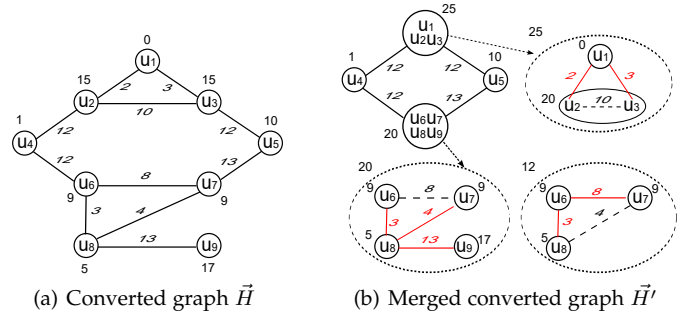 0
u1
15
15
2
3
u2
u3
10
1
10
12
12
u4
u5
12
13
8
u6
u7
9
9
3
4
u8
13
u9
5
17
(a) Converted graph H⃗
25
u1
u2u3
1
10
12
12
u4
u5
12
13
u6u7
u8u9
20
25
0
u1
2
3
20
10
u2
u3
20
9
9
u6
8
u7
3
4
5
17
u8
13
u9
12
9
9
u6
8
u7
3
4
5
u8
(b) Merged converted graph H⃗′